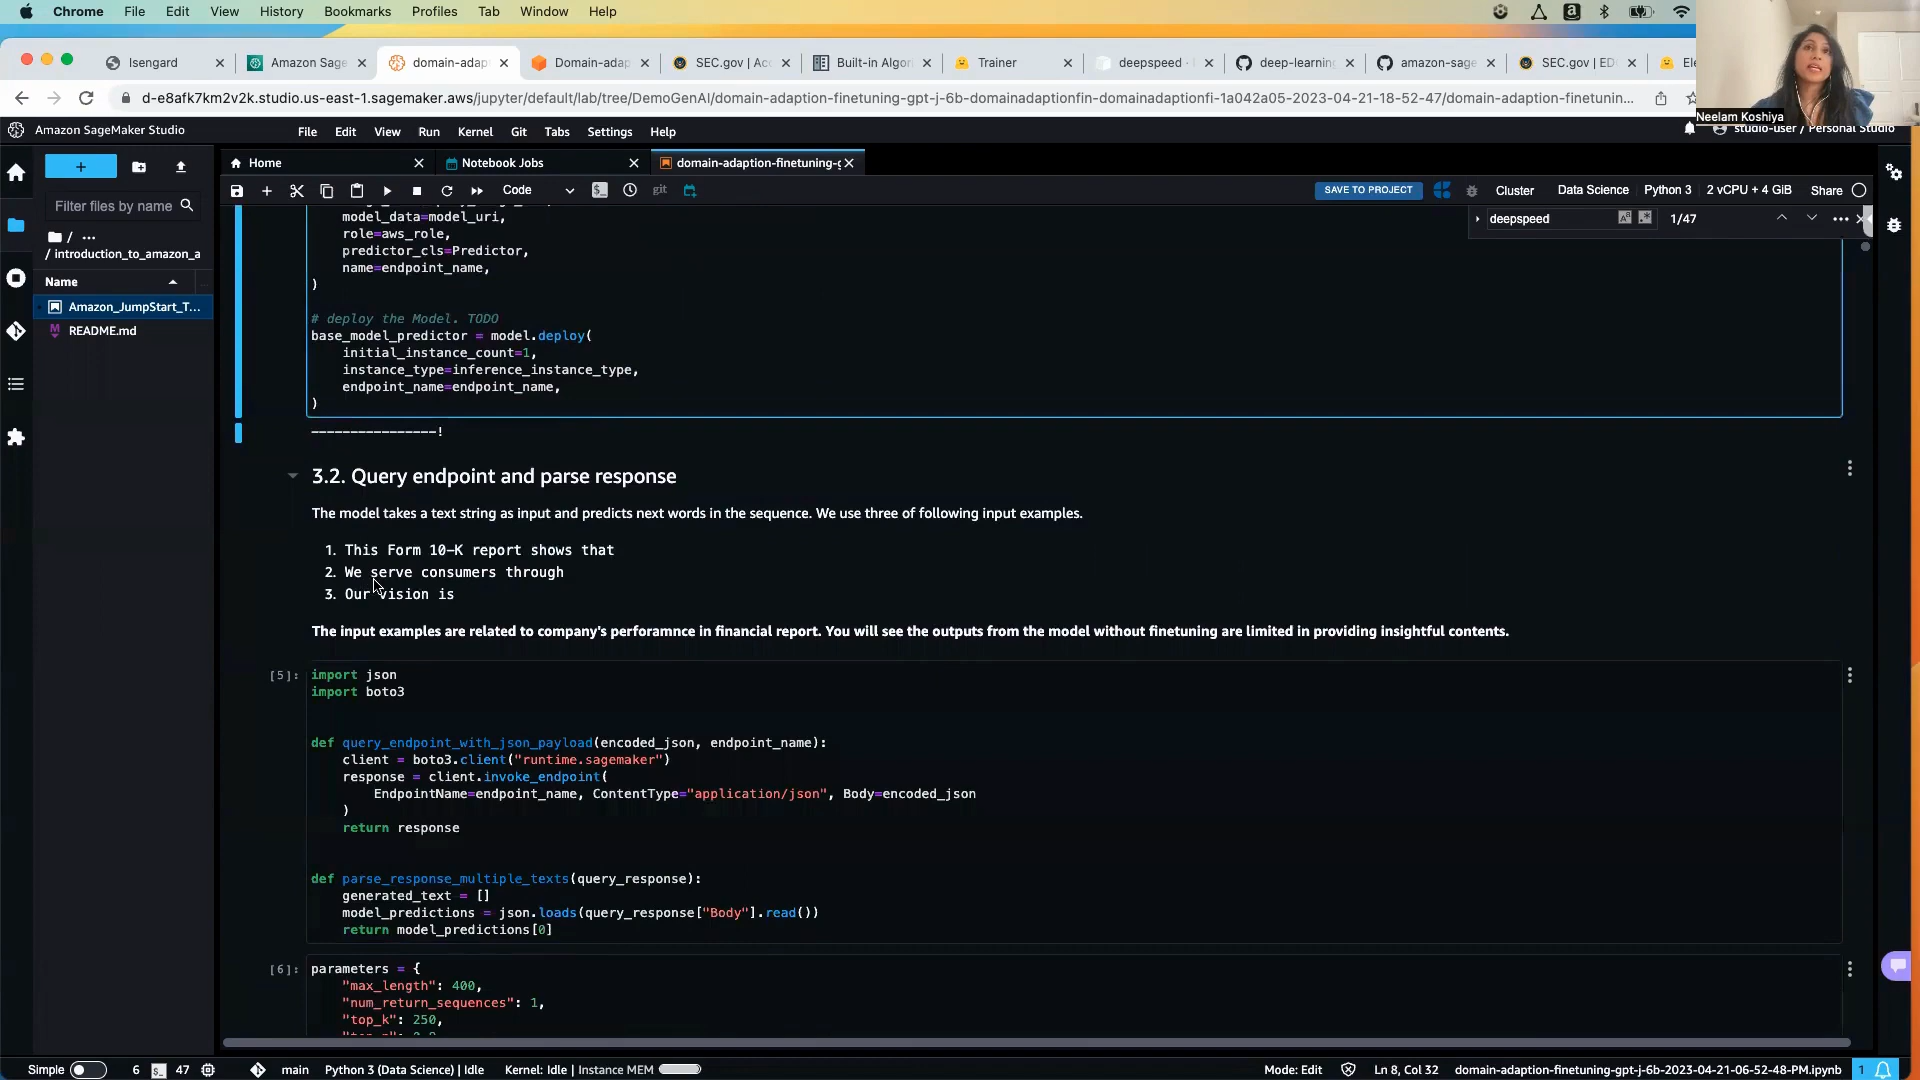 Chrome File Edit View History Bookmarks Profiles Tab Window Help
Isengard Amazon Sage domain-adap Domain-adap SEC.gov | Acc Built-in Algor Trainer deepspeed · deep-learning amazon-sage SEC.gov | ED Ele
d-e8afk7km2v2k.studio.us-east-1.sagemaker.aws/jupyter/default/lab/tree/DemoGenAI/domain-adaption-finetuning-gpt-j-6b-domainadaptionfin-domainadaptionfi-1a042a05-2023-04-21-18-52-47/domain-adaption-finetunin...
Neelam Koshiya
Amazon SageMaker Studio File Edit View Run Kernel Git Tabs Settings Help studio-user / Personal Studio
Home Notebook Jobs domain-adaption-finetuning-g
+ Code git SAVE TO PROJECT Cluster Data Science Python 3 2 vCPU + 4 GiB Share
Filter files by name
deepspeed 1/47
/ ...
/ introduction_to_amazon_a
Name
Amazon_JumpStart_T...
README.md
model_data=model_uri,
role=aws_role,
predictor_cls=Predictor,
name=endpoint_name,
)
# deploy the Model. TODO
base_model_predictor = model.deploy(
initial_instance_count=1,
instance_type=inference_instance_type,
endpoint_name=endpoint_name,
)
----------------!
3.2. Query endpoint and parse response
The model takes a text string as input and predicts next words in the sequence. We use three of following input examples.
1. This Form 10-K report shows that
2. We serve consumers through
3. Our vision is
The input examples are related to company's perforamnce in financial report. You will see the outputs from the model without finetuning are limited in providing insightful contents.
[5]: import json
import boto3
def query_endpoint_with_json_payload(encoded_json, endpoint_name):
client = boto3.client("runtime.sagemaker")
response = client.invoke_endpoint(
EndpointName=endpoint_name, ContentType="application/json", Body=encoded_json
)
return response
def parse_response_multiple_texts(query_response):
generated_text = []
model_predictions = json.loads(query_response["Body"].read())
return model_predictions[0]
[6]: parameters = {
"max_length": 400,
"num_return_sequences": 1,
"top_k": 250,
Simple 6 47 main Python 3 (Data Science) | Idle Kernel: Idle | Instance MEM Mode: Edit Ln 8, Col 32 domain-adaption-finetuning-gpt-j-6b-2023-04-21-06-52-48-PM.ipynb 1